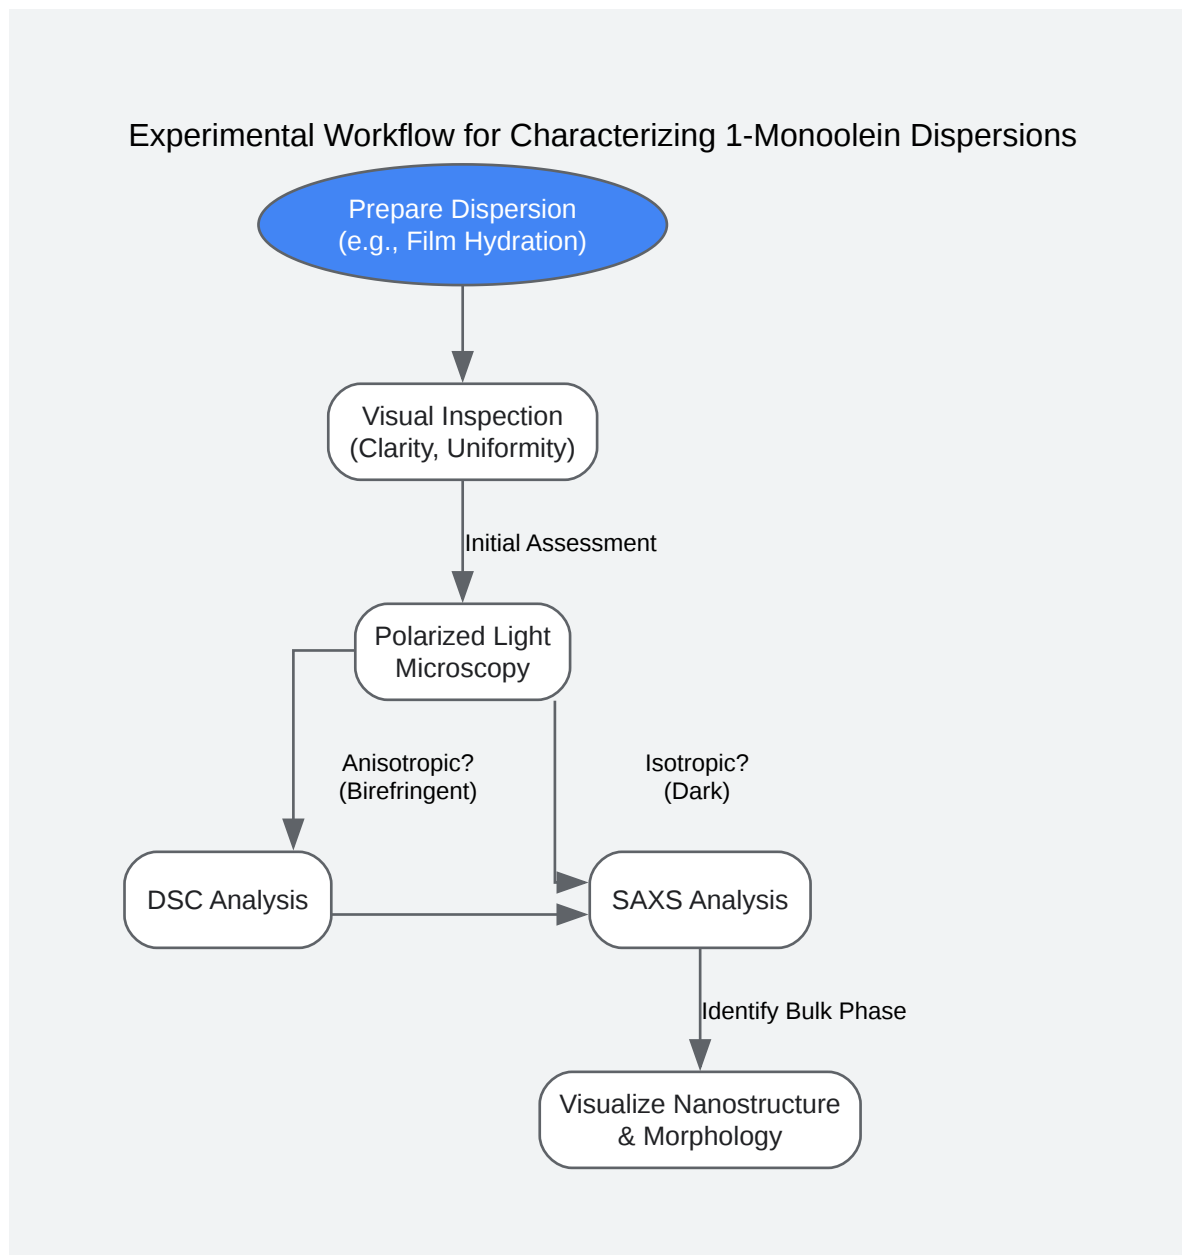 Experimental Workflow for Characterizing 1-Monoolein Dispersions
Prepare Dispersion
(e.g., Film Hydration)
Visual Inspection
(Clarity, Uniformity)
Initial Assessment
Polarized Light
Microscopy
Anisotropic?
(Birefringent)
Isotropic?
(Dark)
DSC Analysis
SAXS Analysis
Identify Bulk Phase
Visualize Nanostructure
& Morphology